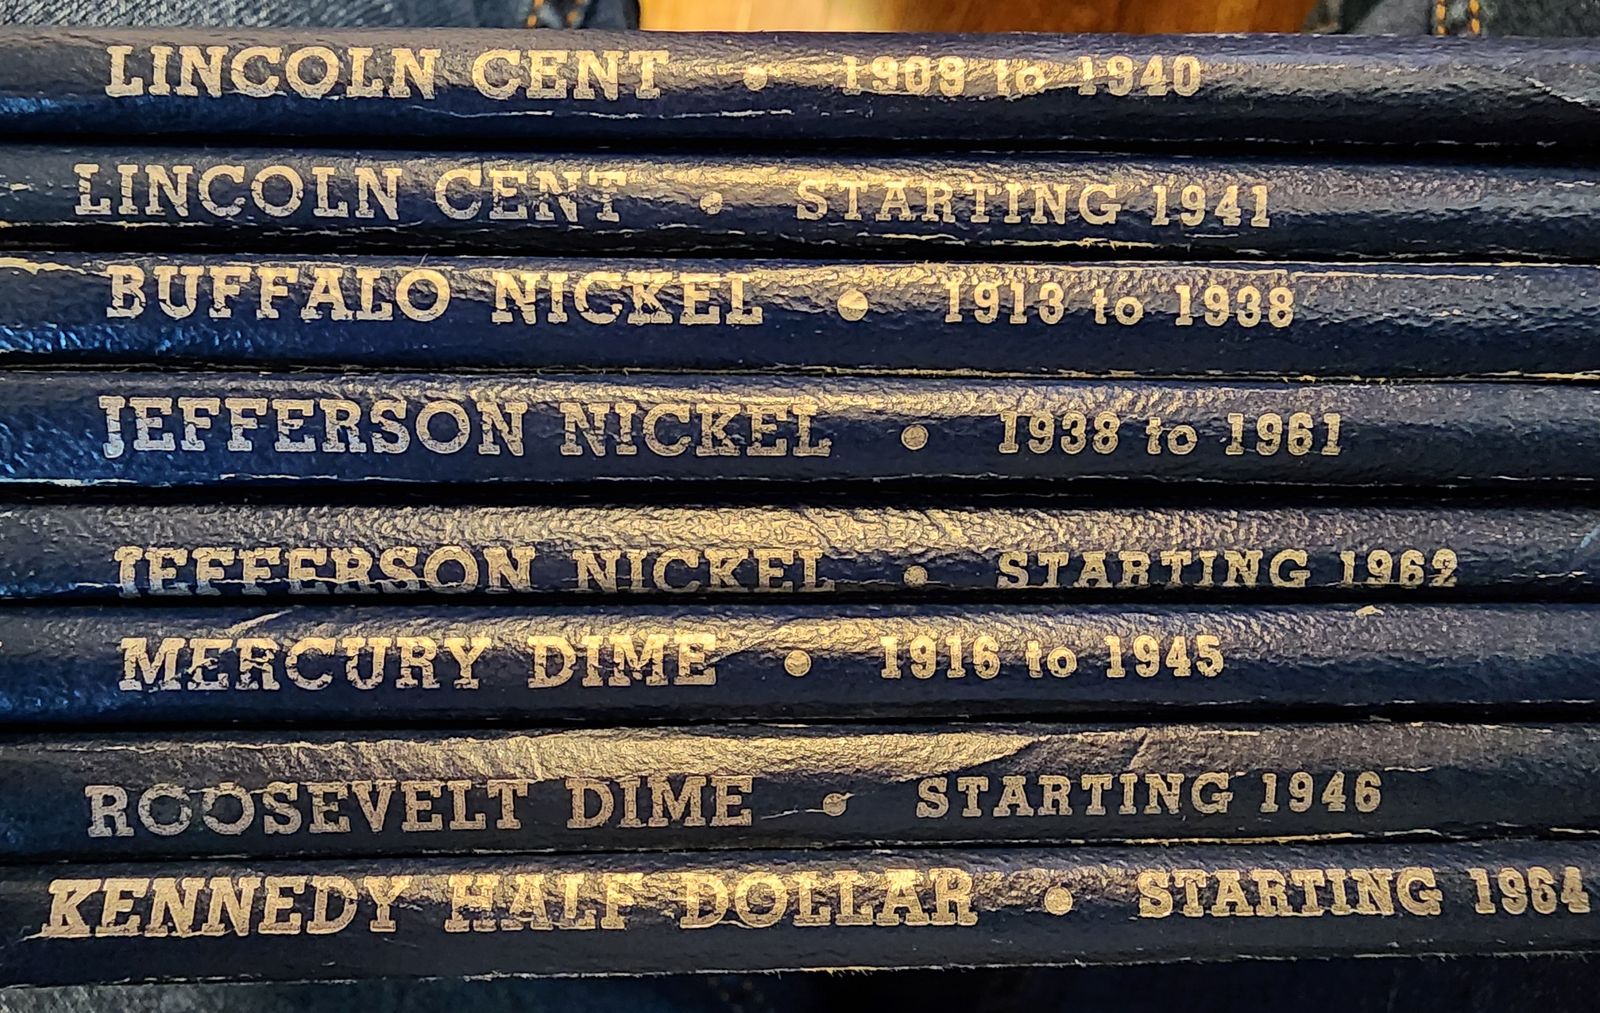 LINCOLN CENT • 1909 to 1940
LINCOLN CENT • STARTING 1941
BUFFALO NICKEL • 1913 to 1938
JEFFERSON NICKEL • 1938 to 1961
JEFFERSON NICKEL • STARTING 1962
MERCURY DIME • 1916 to 1945
ROOSEVELT DIME • STARTING 1946
KENNEDY HALF DOLLAR • STARTING 1964